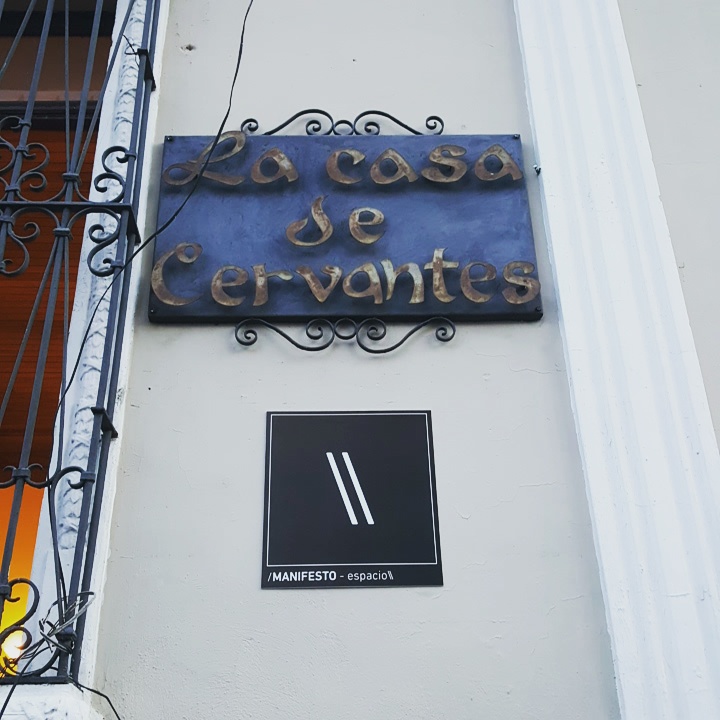 La casa
de
Cervantes
\\
/MANIFESTO - espacio\\